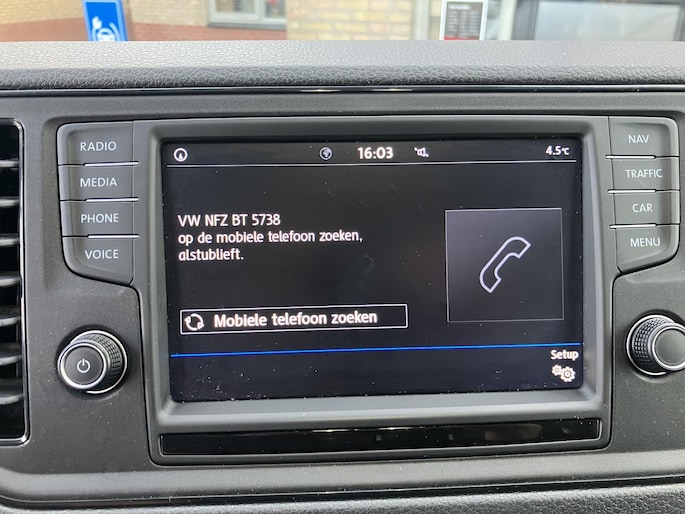 RADIO
MEDIA
PHONE
VOICE
16:03
4.5°C
VW NFZ BT 5738
op de mobiele telefoon zoeken,
alstublieft.
Mobiele telefoon zoeken
Setup
NAV
TRAFFIC
CAR
MENU